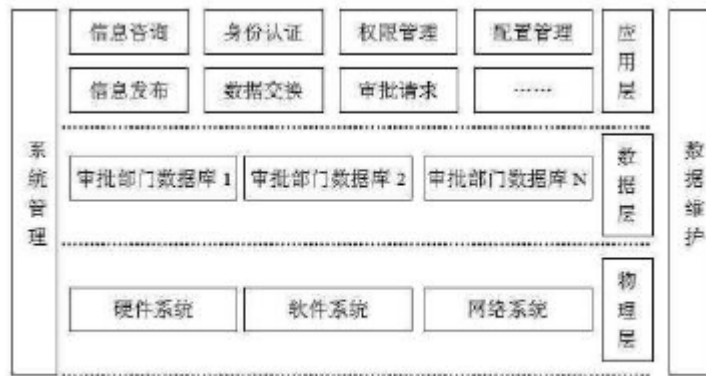 系统管理
信息咨询 身份认证 权限管理 配置管理
信息发布 数据交换 审批请求 ……
应用层
审批部门数据库 1 审批部门数据库 2 审批部门数据库 N
数据层
硬件系统 软件系统 网络系统
物理层
数据维护